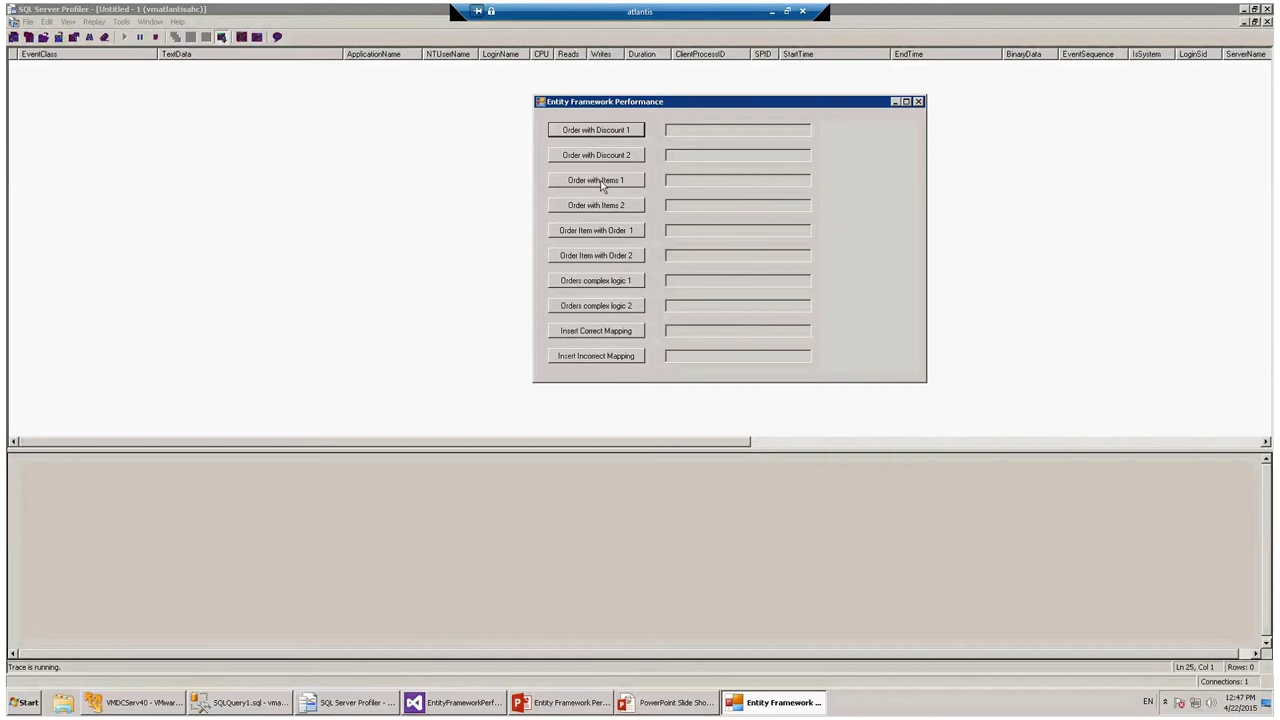 SQL Server Profiler - [Untitled - 1 (vmatlantisahc)]
atlantis
File Edit View Replay Tools Window Help
EventClass TextData ApplicationName NTUserName LoginName CPU Reads Writes Duration ClientProcessID SPID StartTime EndTime BinaryData EventSequence IsSystem LoginSid ServerName
Entity Framework Performance
Order with Discount 1
Order with Discount 2
Order with Items 1
Order with Items 2
Order Item with Order 1
Order Item with Order 2
Orders complex logic 1
Orders complex logic 2
Insert Correct Mapping
Insert Incorrect Mapping
Trace is running.
Ln 25, Col 1
Rows: 0
Connections: 1
Start
VMDCServ40 - VMwar...
SQLQuery1.sql - vma...
SQL Server Profiler - ...
EntityFrameworkPerf...
Entity Framework Per...
PowerPoint Slide Sho...
Entity Framework ...
EN
12:47 PM
4/22/2015